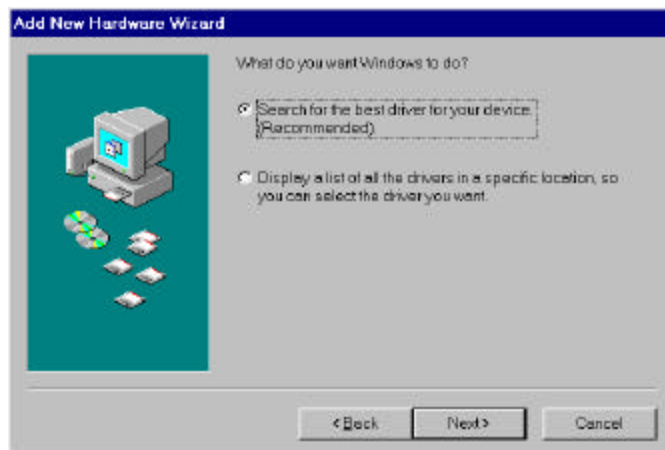 Add New Hardware Wizard
What do you want Windows to do?
Search for the best driver for your device.
(Recommended)
Display a list of all the drivers in a specific location, so
you can select the driver you want.
< Back
Next >
Cancel